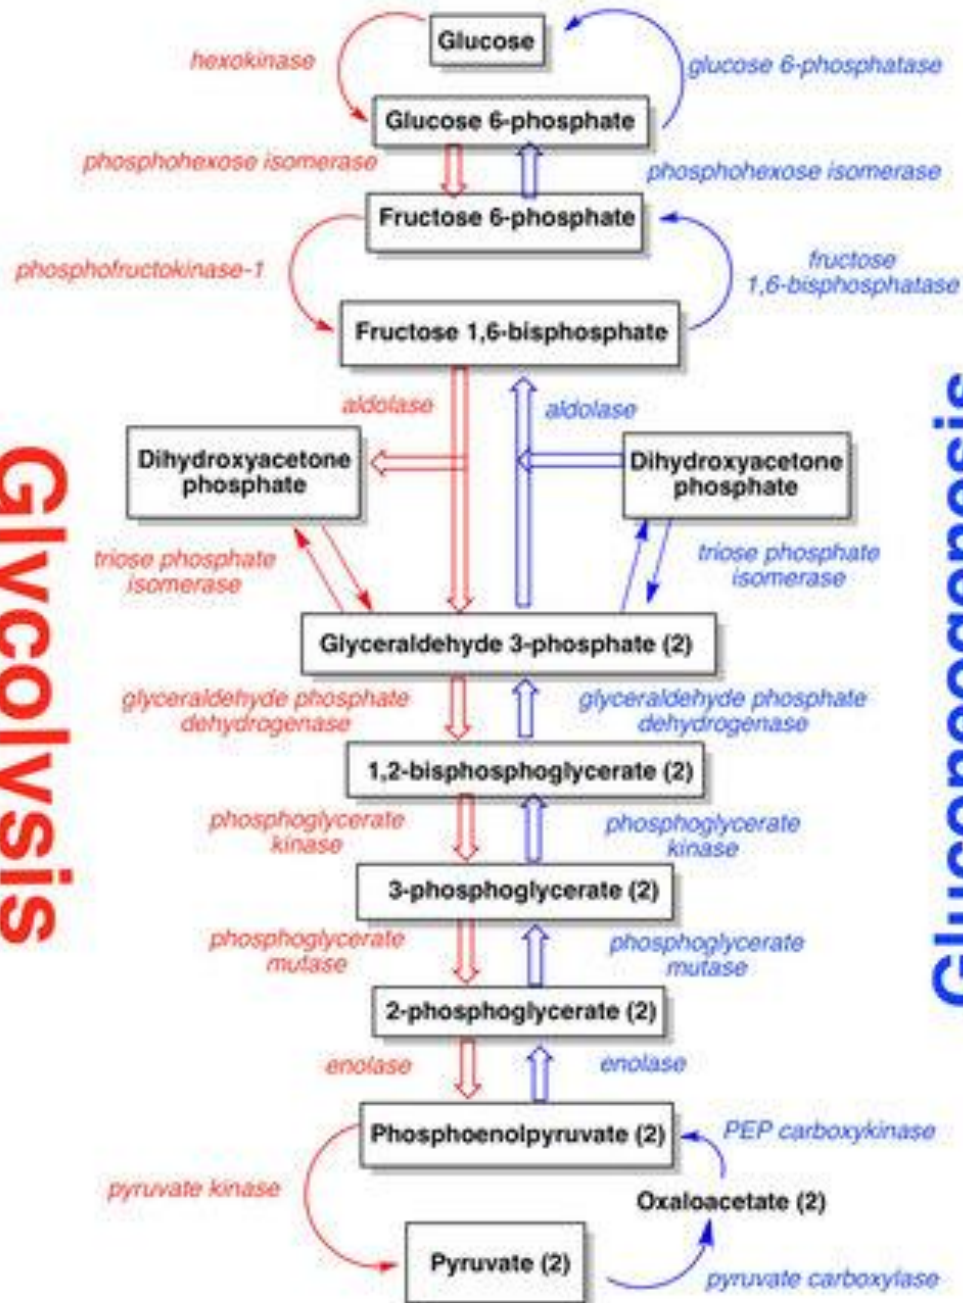 Glucose
hexokinase
glucose 6-phosphatase
Glucose 6-phosphate
phosphohexose isomerase
phosphohexose isomerase
Fructose 6-phosphate
phosphofructokinase-1
fructose
1,6-bisphosphatase
Fructose 1,6-bisphosphate
aldolase
aldolase
Dihydroxyacetone
phosphate
Dihydroxyacetone
phosphate
triose phosphate
isomerase
triose phosphate
isomerase
Glyceraldehyde 3-phosphate (2)
glyceraldehyde phosphate
dehydrogenase
glyceraldehyde phosphate
dehydrogenase
1,2-bisphosphoglycerate (2)
phosphoglycerate
kinase
phosphoglycerate
kinase
3-phosphoglycerate (2)
phosphoglycerate
mutase
phosphoglycerate
mutase
2-phosphoglycerate (2)
enolase
enolase
Phosphoenolpyruvate (2)
PEP carboxykinase
pyruvate kinase
Oxaloacetate (2)
Pyruvate (2)
pyruvate carboxylase
Glycolysis
Gluconeogenesis